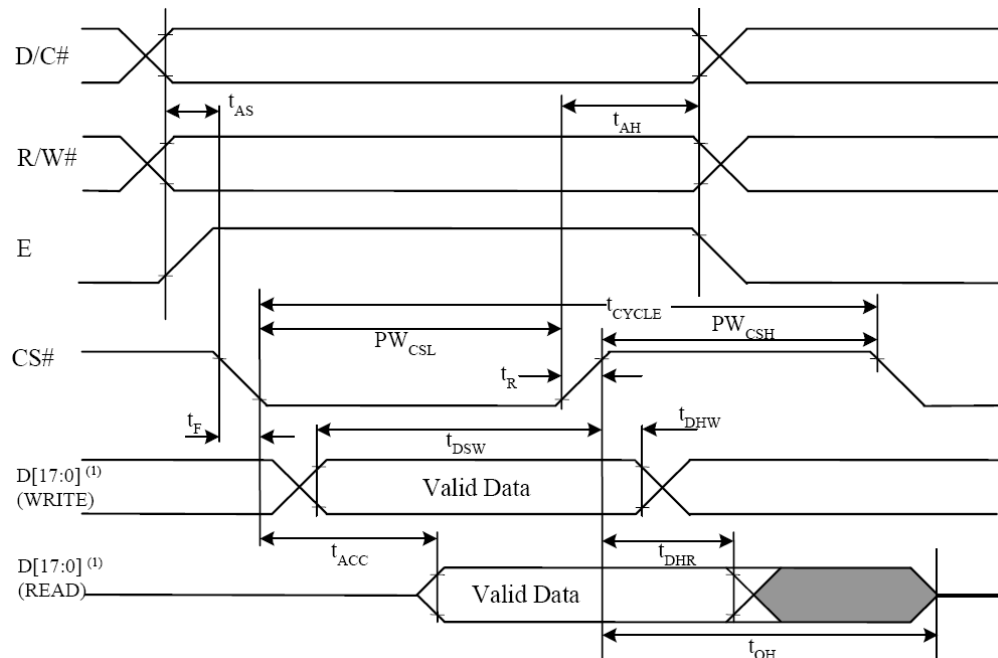 D/C#
t_AS
t_AH
R/W#
E
t_CYCLE
PW_CSL
PW_CSH
CS#
t_R
t_F
t_DSW
t_DHW
D[17:0] (1)
(WRITE)
Valid Data
t_ACC
t_DHR
D[17:0] (1)
(READ)
Valid Data
t_OH